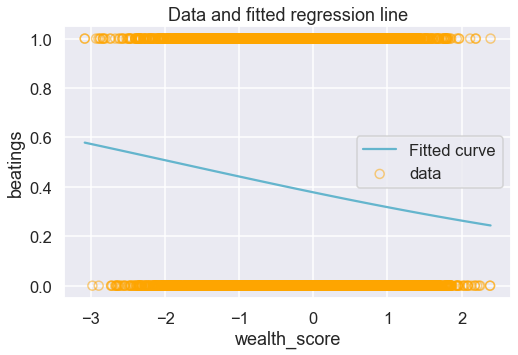 Data and fitted regression line
1.0
0.8
0.6
0.4
0.2
0.0
beatings
Fitted curve
data
−3
−2
−1
0
1
2
wealth_score